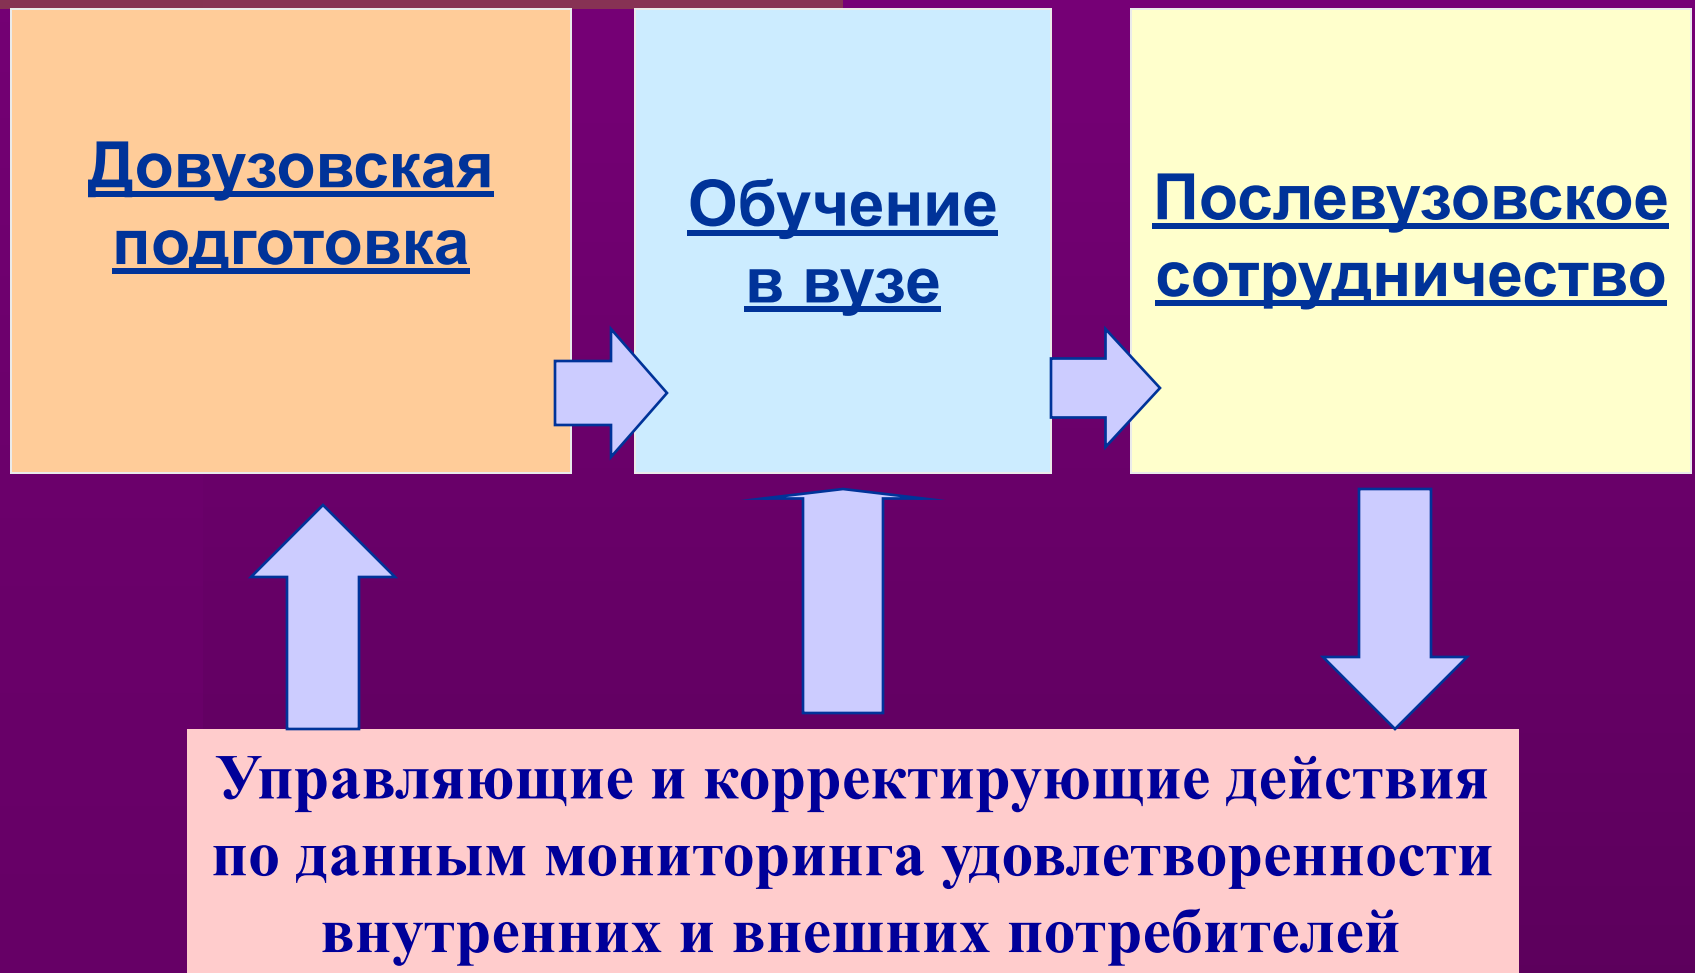 Довузовская
подготовка
Обучение
в вузе
Послевузовское
сотрудничество
Управляющие и корректирующие действия
по данным мониторинга удовлетворенности
внутренних и внешних потребителей